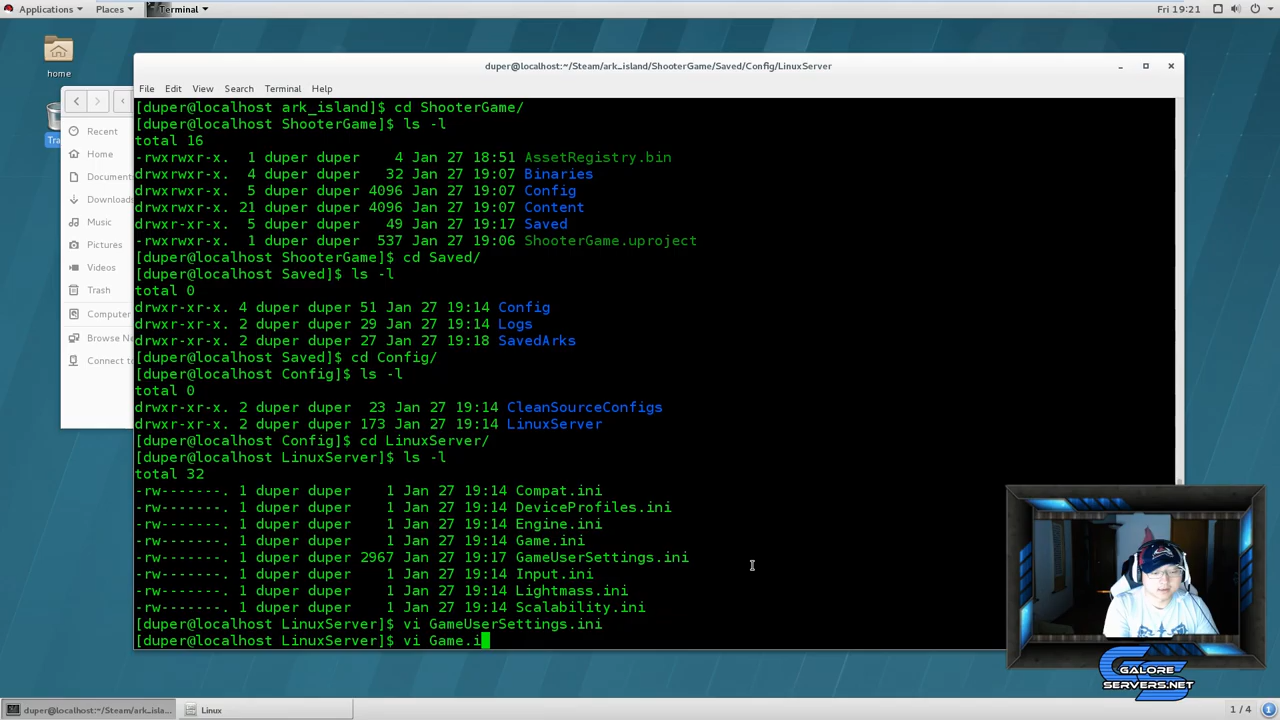 Applications
Places
Terminal
Fri 19:21
home
duper@localhost:~/Steam/ark_island/ShooterGame/Saved/Config/LinuxServer
File Edit View Search Terminal Help
Recent
Home
Document
Downloads
Music
Pictures
Videos
Trash
Computer
Browse Ne
Connect to
Tra
[duper@localhost ark_island]$ cd ShooterGame/
[duper@localhost ShooterGame]$ ls -l
total 16
-rwxrwxr-x. 1 duper duper 4 Jan 27 18:51 AssetRegistry.bin
drwxrwxr-x. 4 duper duper 32 Jan 27 19:07 Binaries
drwxrwxr-x. 5 duper duper 4096 Jan 27 19:07 Config
drwxrwxr-x. 21 duper duper 4096 Jan 27 19:07 Content
drwxrwxr-x. 5 duper duper 49 Jan 27 19:17 Saved
-rwxrwxr-x. 1 duper duper 537 Jan 27 19:06 ShooterGame.uproject
[duper@localhost ShooterGame]$ cd Saved/
[duper@localhost Saved]$ ls -l
total 0
drwxr-xr-x. 4 duper duper 51 Jan 27 19:14 Config
drwxr-xr-x. 2 duper duper 29 Jan 27 19:14 Logs
drwxr-xr-x. 2 duper duper 27 Jan 27 19:18 SavedArks
[duper@localhost Saved]$ cd Config/
[duper@localhost Config]$ ls -l
total 0
drwxr-xr-x. 2 duper duper 23 Jan 27 19:14 CleanSourceConfigs
drwxr-xr-x. 2 duper duper 173 Jan 27 19:14 LinuxServer
[duper@localhost Config]$ cd LinuxServer/
[duper@localhost LinuxServer]$ ls -l
total 32
-rw-------. 1 duper duper 1 Jan 27 19:14 Compat.ini
-rw-------. 1 duper duper 1 Jan 27 19:14 DeviceProfiles.ini
-rw-------. 1 duper duper 1 Jan 27 19:14 Engine.ini
-rw-------. 1 duper duper 1 Jan 27 19:14 Game.ini
-rw-------. 1 duper duper 2967 Jan 27 19:17 GameUserSettings.ini
-rw-------. 1 duper duper 1 Jan 27 19:14 Input.ini
-rw-------. 1 duper duper 1 Jan 27 19:14 Lightmass.ini
-rw-------. 1 duper duper 1 Jan 27 19:14 Scalability.ini
[duper@localhost LinuxServer]$ vi GameUserSettings.ini
[duper@localhost LinuxServer]$ vi Game.i
GALORE
SERVERS.NET
duper@localhost:~/Steam/ark_isla...
Linux
1 / 4
1